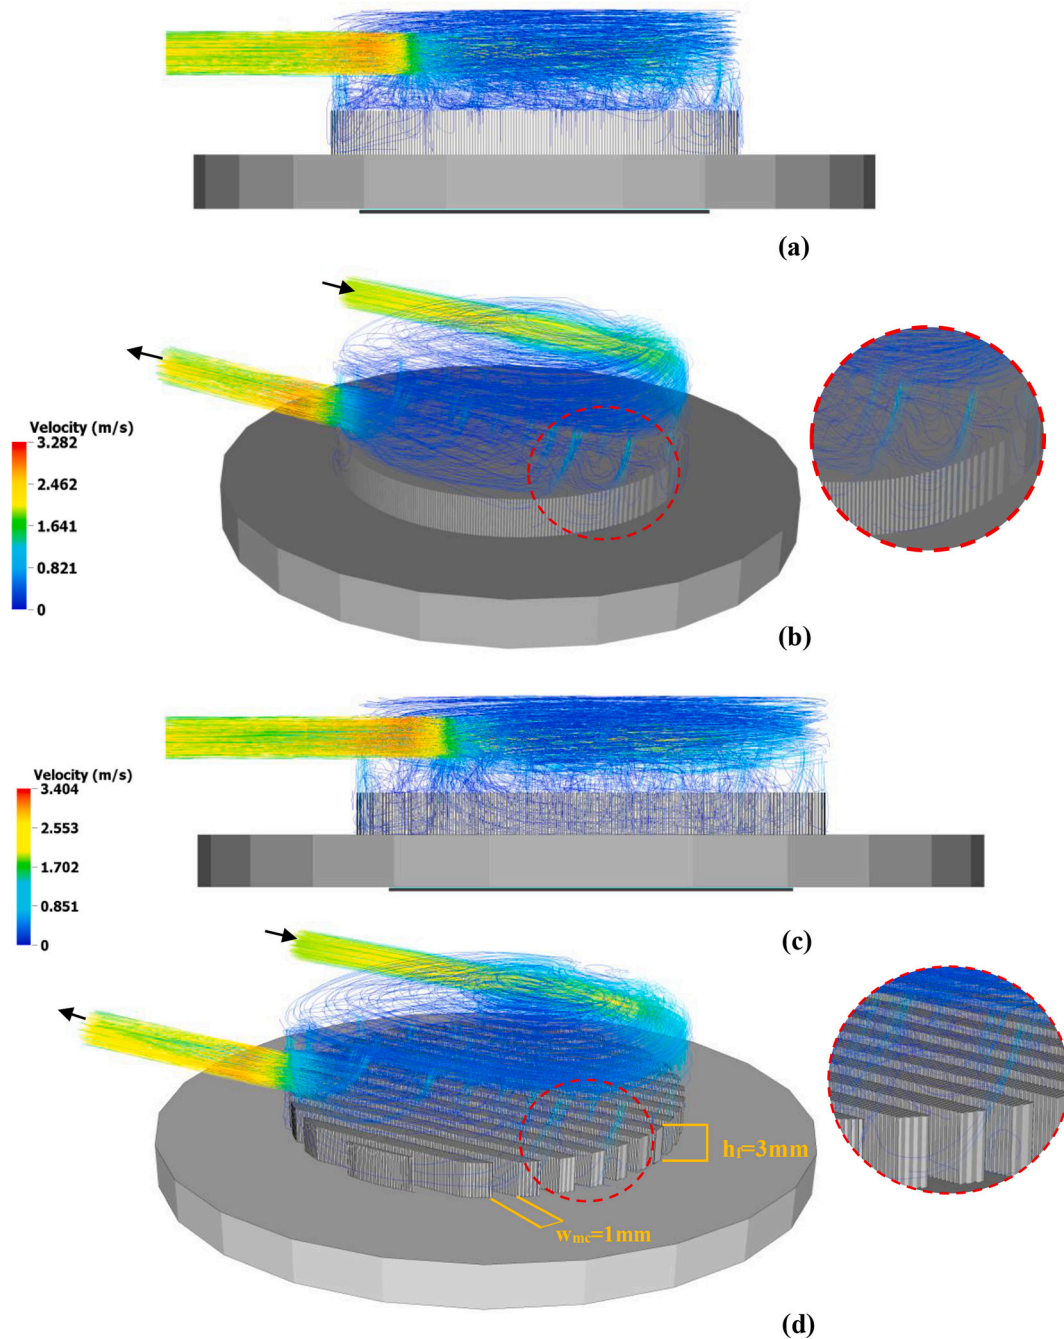 (a)
Velocity (m/s)
3.282
2.462
1.641
0.821
0
(b)
Velocity (m/s)
3.404
2.553
1.702
0.851
0
(c)
hf=3mm
wmc=1mm
(d)